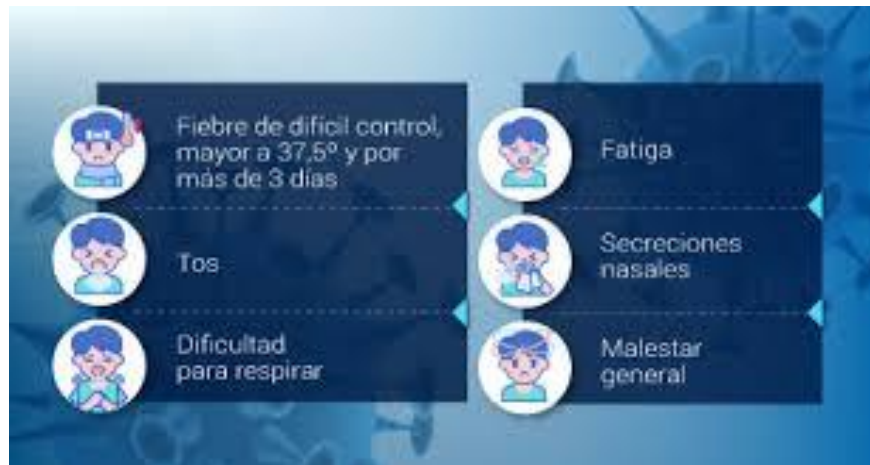 Fiebre de difícil control,
mayor a 37,5º y por
más de 3 días
Tos
Dificultad
para respirar
Fatiga
Secreciones
nasales
Malestar
general